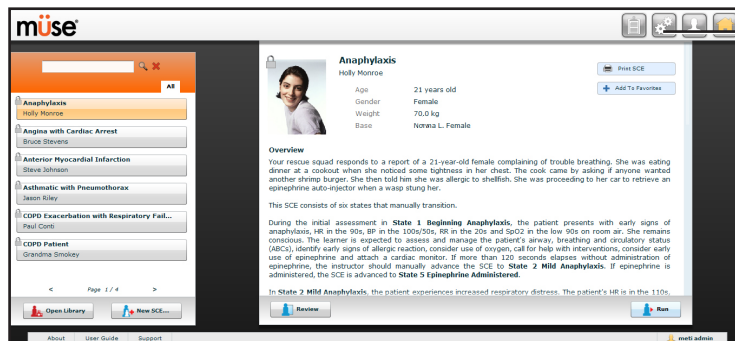 müse
All
Anaphylaxis
Holly Monroe
Angina with Cardiac Arrest
Bruce Stevens
Anterior Myocardial Infarction
Steve Johnson
Asthmatic with Pneumothorax
Jason Riley
COPD Exacerbation with Respiratory Fail...
Paul Conti
COPD Patient
Grandma Smokey
< Page 1 / 4 >
Open Library
New SCE...
Anaphylaxis
Holly Monroe
Age 21 years old
Gender Female
Weight 70.0 kg
Base Norma L. Female
Print SCE
Add To Favorites
Overview
Your rescue squad responds to a report of a 21-year-old female complaining of trouble breathing. She was eating
dinner at a cookout when she noticed some tightness in her chest. The cook came by asking if anyone wanted
another shrimp burger. She then told him she was allergic to shellfish. She was proceeding to her car to retrieve an
epinephrine auto-injector when a wasp stung her.
This SCE consists of six states that manually transition.
During the initial assessment in State 1 Beginning Anaphylaxis, the patient presents with early signs of
anaphylaxis, HR in the 90s, BP in the 100s/50s, RR in the 20s and SpO2 in the low 90s on room air. She remains
conscious. The learner is expected to assess and manage the patient's airway, breathing and circulatory status
(ABCs), identify early signs of allergic reaction, consider use of oxygen, call for help with interventions, consider early
use of epinephrine and attach a cardiac monitor. If more than 120 seconds elapses without administration of
epinephrine, the instructor should manually advance the SCE to State 2 Mild Anaphylaxis. If epinephrine is
administered, the SCE is advanced to State 5 Epinephrine Administered.
In State 2 Mild Anaphylaxis, the patient experiences increased respiratory distress. The patient's HR is in the 110s,
Review
Run
About User Guide Support
meti admin